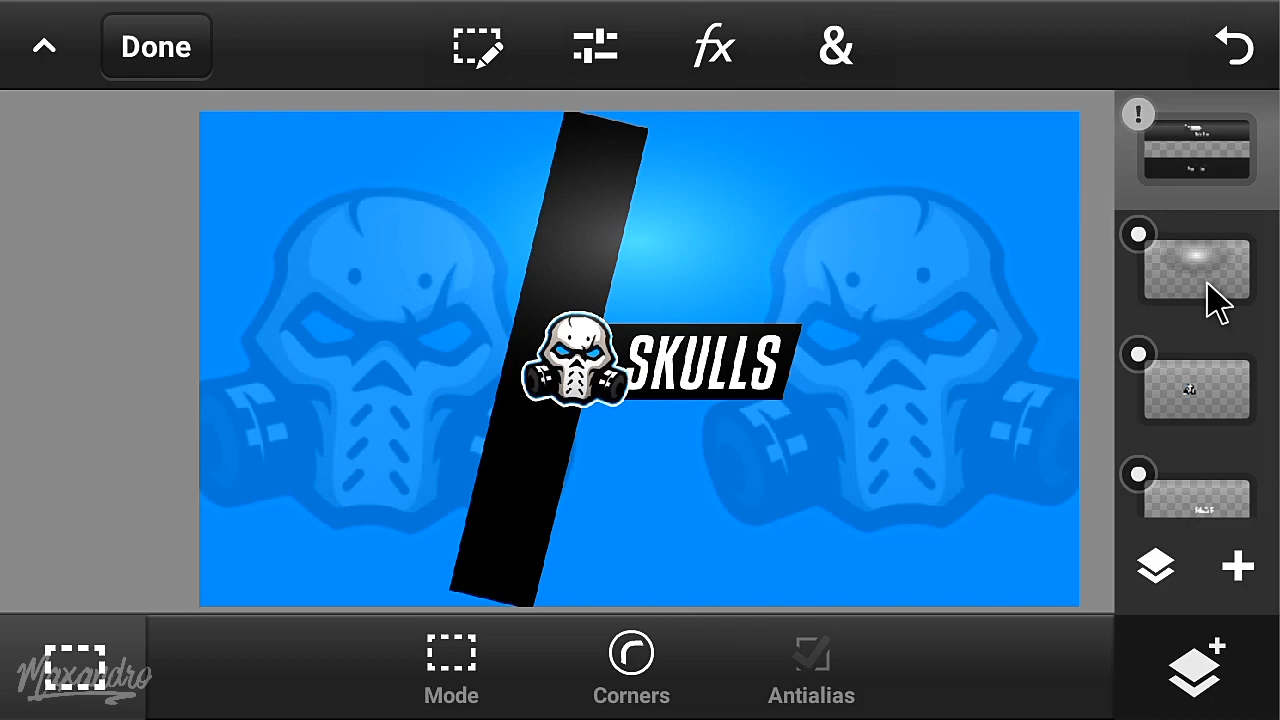 Done
fx
&
SKULLS
Maxandro
Mode
Corners
Antialias